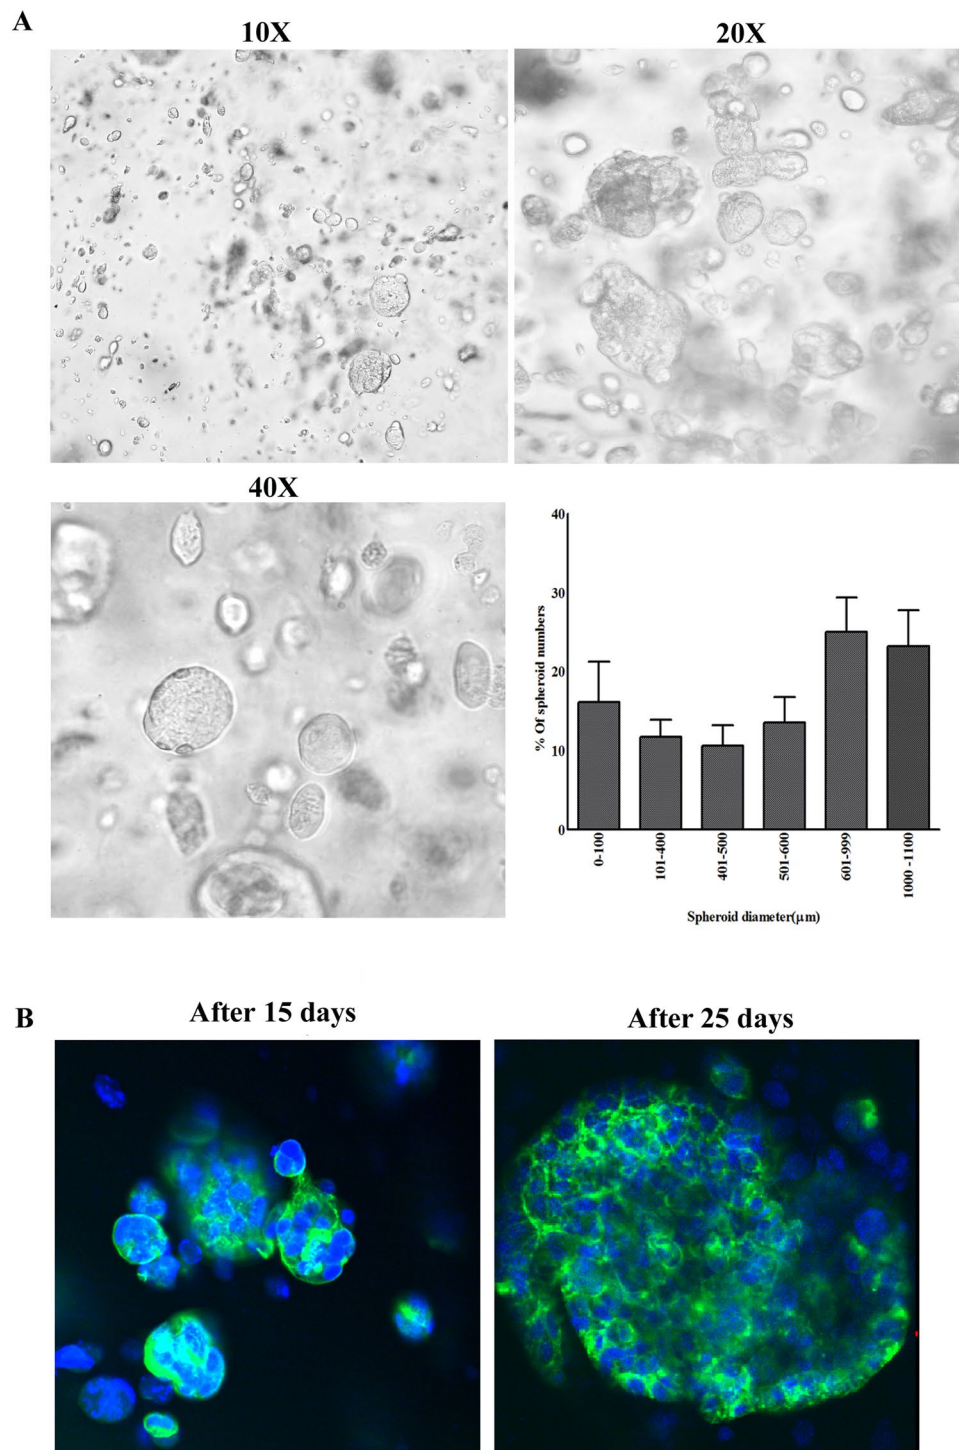 A
10X
20X
40X
40
30
20
10
0
% Of spheroid numbers
0-100
101-400
401-500
501-600
601-999
1000 -1100
Spheroid diameter(µm)
B
After 15 days
After 25 days